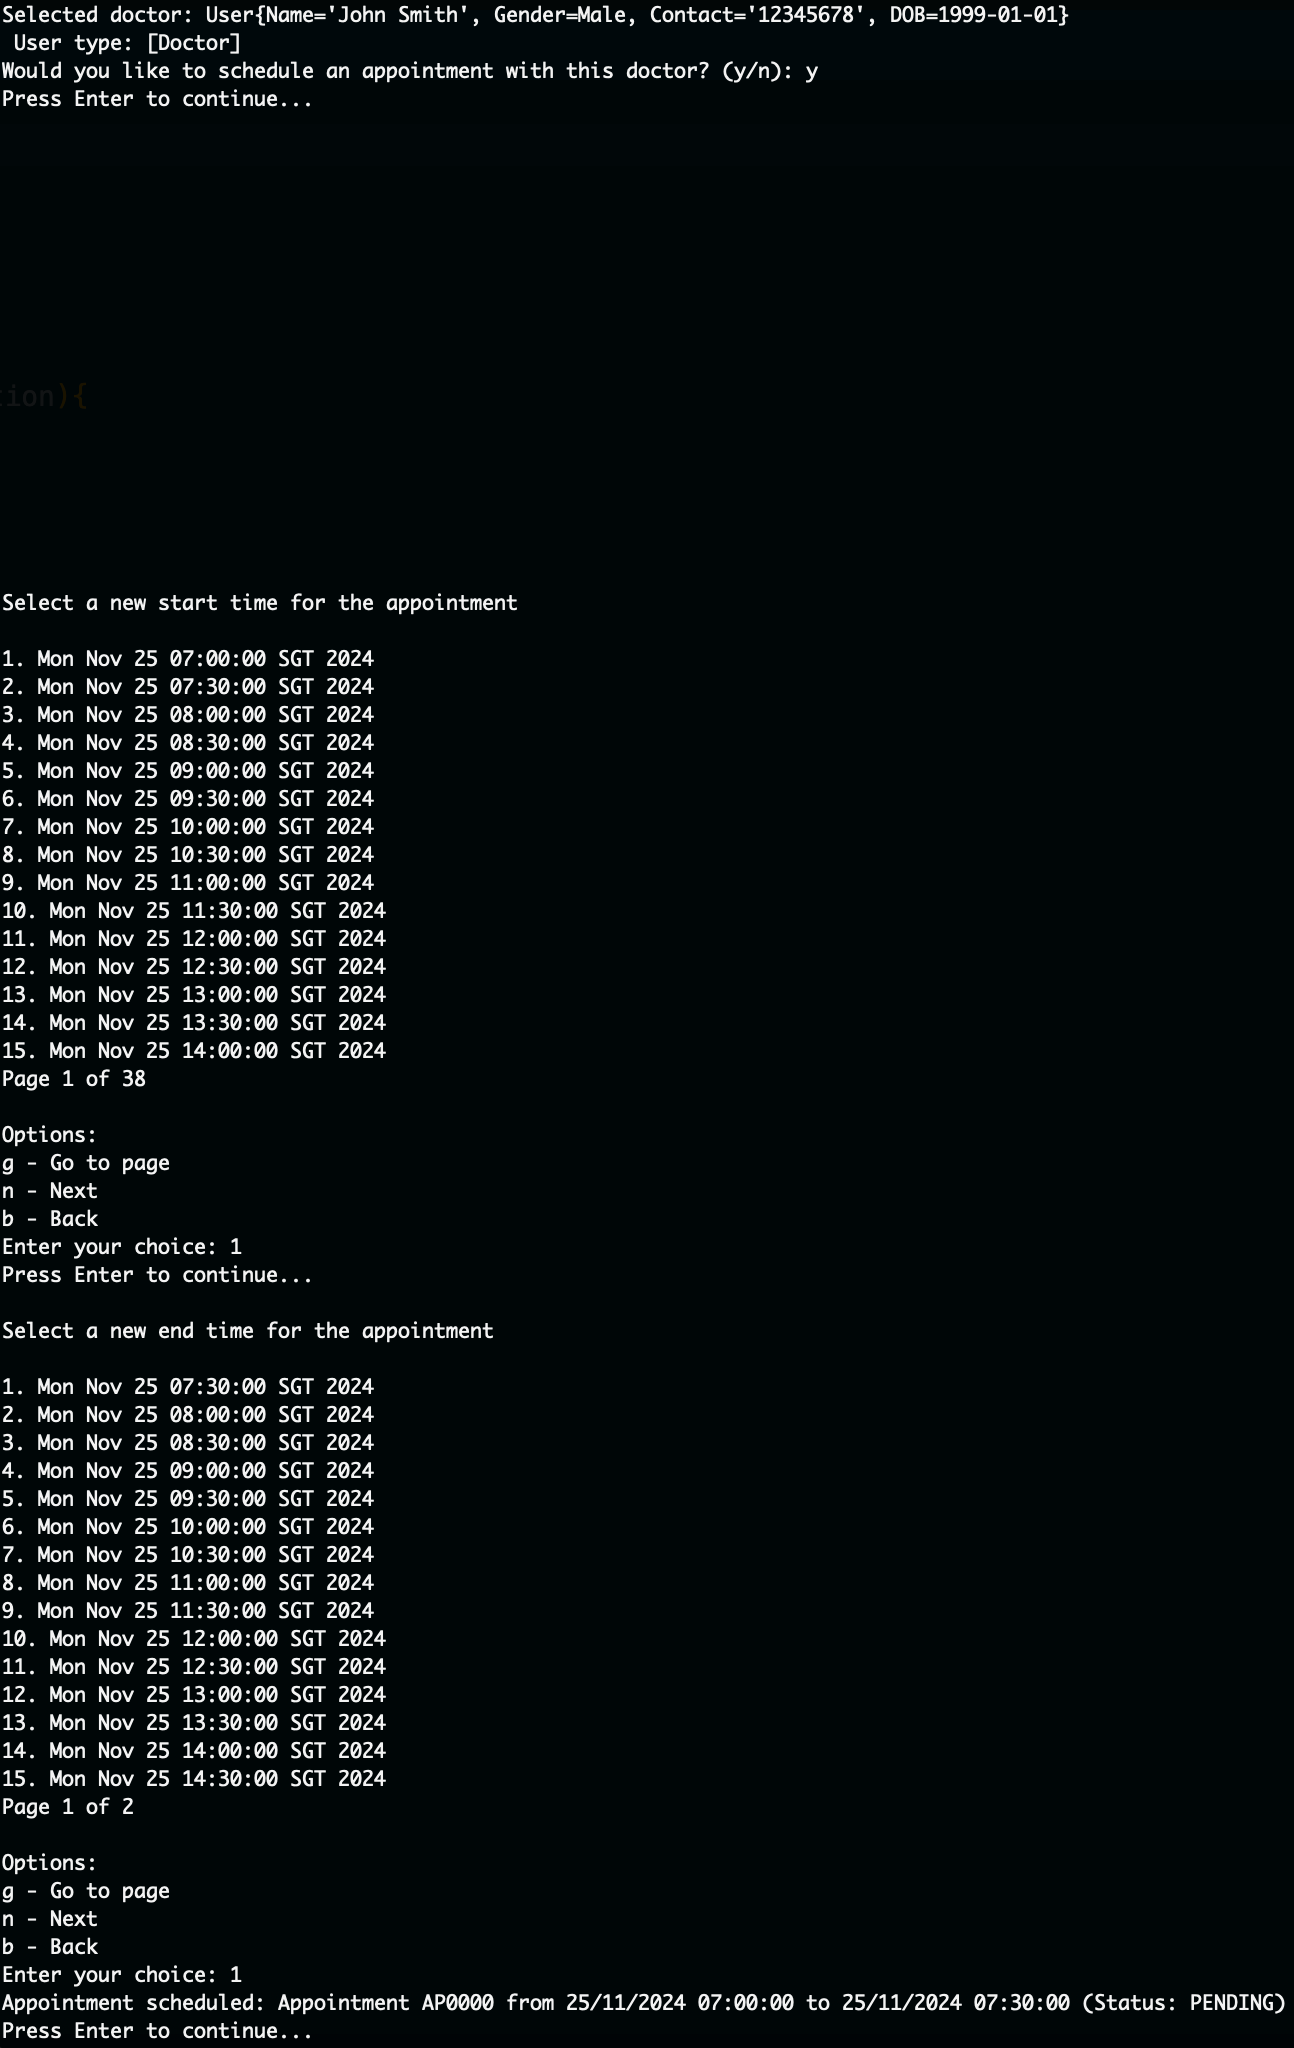 Selected doctor: User{Name='John Smith', Gender=Male, Contact='12345678', DOB=1999-01-01}
 User type: [Doctor]
Would you like to schedule an appointment with this doctor? (y/n): y
Press Enter to continue...
ion){
Select a new start time for the appointment
1. Mon Nov 25 07:00:00 SGT 2024
2. Mon Nov 25 07:30:00 SGT 2024
3. Mon Nov 25 08:00:00 SGT 2024
4. Mon Nov 25 08:30:00 SGT 2024
5. Mon Nov 25 09:00:00 SGT 2024
6. Mon Nov 25 09:30:00 SGT 2024
7. Mon Nov 25 10:00:00 SGT 2024
8. Mon Nov 25 10:30:00 SGT 2024
9. Mon Nov 25 11:00:00 SGT 2024
10. Mon Nov 25 11:30:00 SGT 2024
11. Mon Nov 25 12:00:00 SGT 2024
12. Mon Nov 25 12:30:00 SGT 2024
13. Mon Nov 25 13:00:00 SGT 2024
14. Mon Nov 25 13:30:00 SGT 2024
15. Mon Nov 25 14:00:00 SGT 2024
Page 1 of 38
Options:
g - Go to page
n - Next
b - Back
Enter your choice: 1
Press Enter to continue...
Select a new end time for the appointment
1. Mon Nov 25 07:30:00 SGT 2024
2. Mon Nov 25 08:00:00 SGT 2024
3. Mon Nov 25 08:30:00 SGT 2024
4. Mon Nov 25 09:00:00 SGT 2024
5. Mon Nov 25 09:30:00 SGT 2024
6. Mon Nov 25 10:00:00 SGT 2024
7. Mon Nov 25 10:30:00 SGT 2024
8. Mon Nov 25 11:00:00 SGT 2024
9. Mon Nov 25 11:30:00 SGT 2024
10. Mon Nov 25 12:00:00 SGT 2024
11. Mon Nov 25 12:30:00 SGT 2024
12. Mon Nov 25 13:00:00 SGT 2024
13. Mon Nov 25 13:30:00 SGT 2024
14. Mon Nov 25 14:00:00 SGT 2024
15. Mon Nov 25 14:30:00 SGT 2024
Page 1 of 2
Options:
g - Go to page
n - Next
b - Back
Enter your choice: 1
Appointment scheduled: Appointment AP0000 from 25/11/2024 07:00:00 to 25/11/2024 07:30:00 (Status: PENDING)
Press Enter to continue...